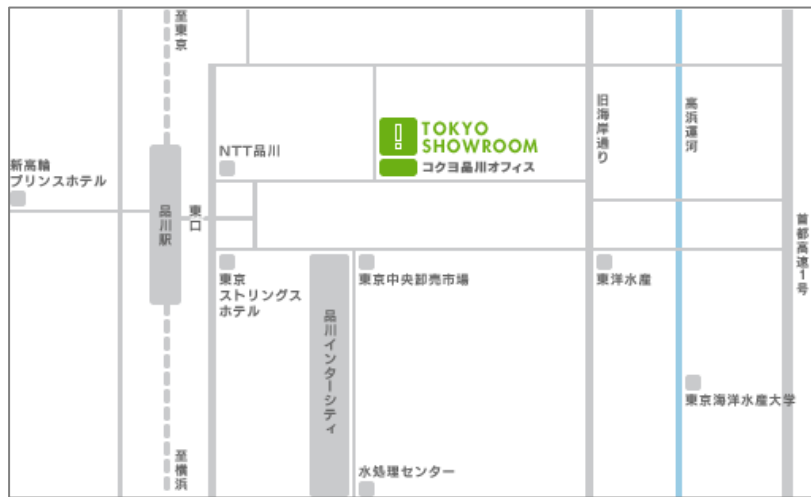 至東京
新高輪
プリンスホテル
品川駅
東口
NTT品川
!
TOKYO
SHOWROOM
コクヨ品川オフィス
旧海岸通り
高浜運河
首都高速1号
東京
ストリングス
ホテル
品川インターシティ
東京中央卸売市場
東洋水産
東京海洋水産大学
水処理センター
至横浜